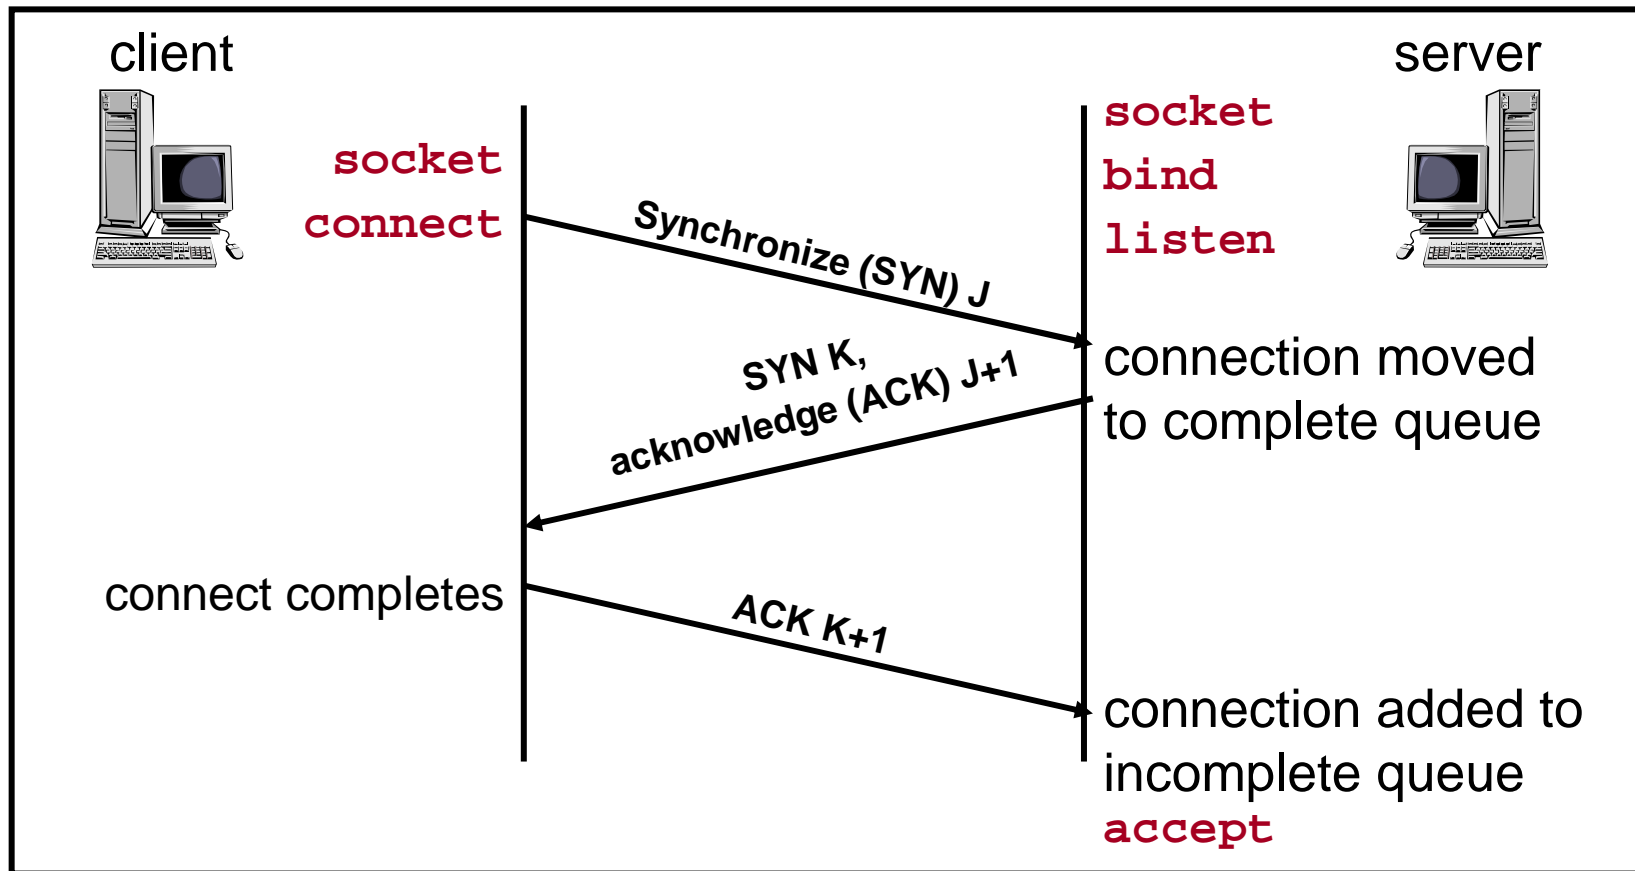 client
server
socket
bind
listen
socket
connect
Synchronize (SYN) J
connection moved
to complete queue
SYN K,
acknowledge (ACK) J+1
connect completes
ACK K+1
connection added to
incomplete queue
accept